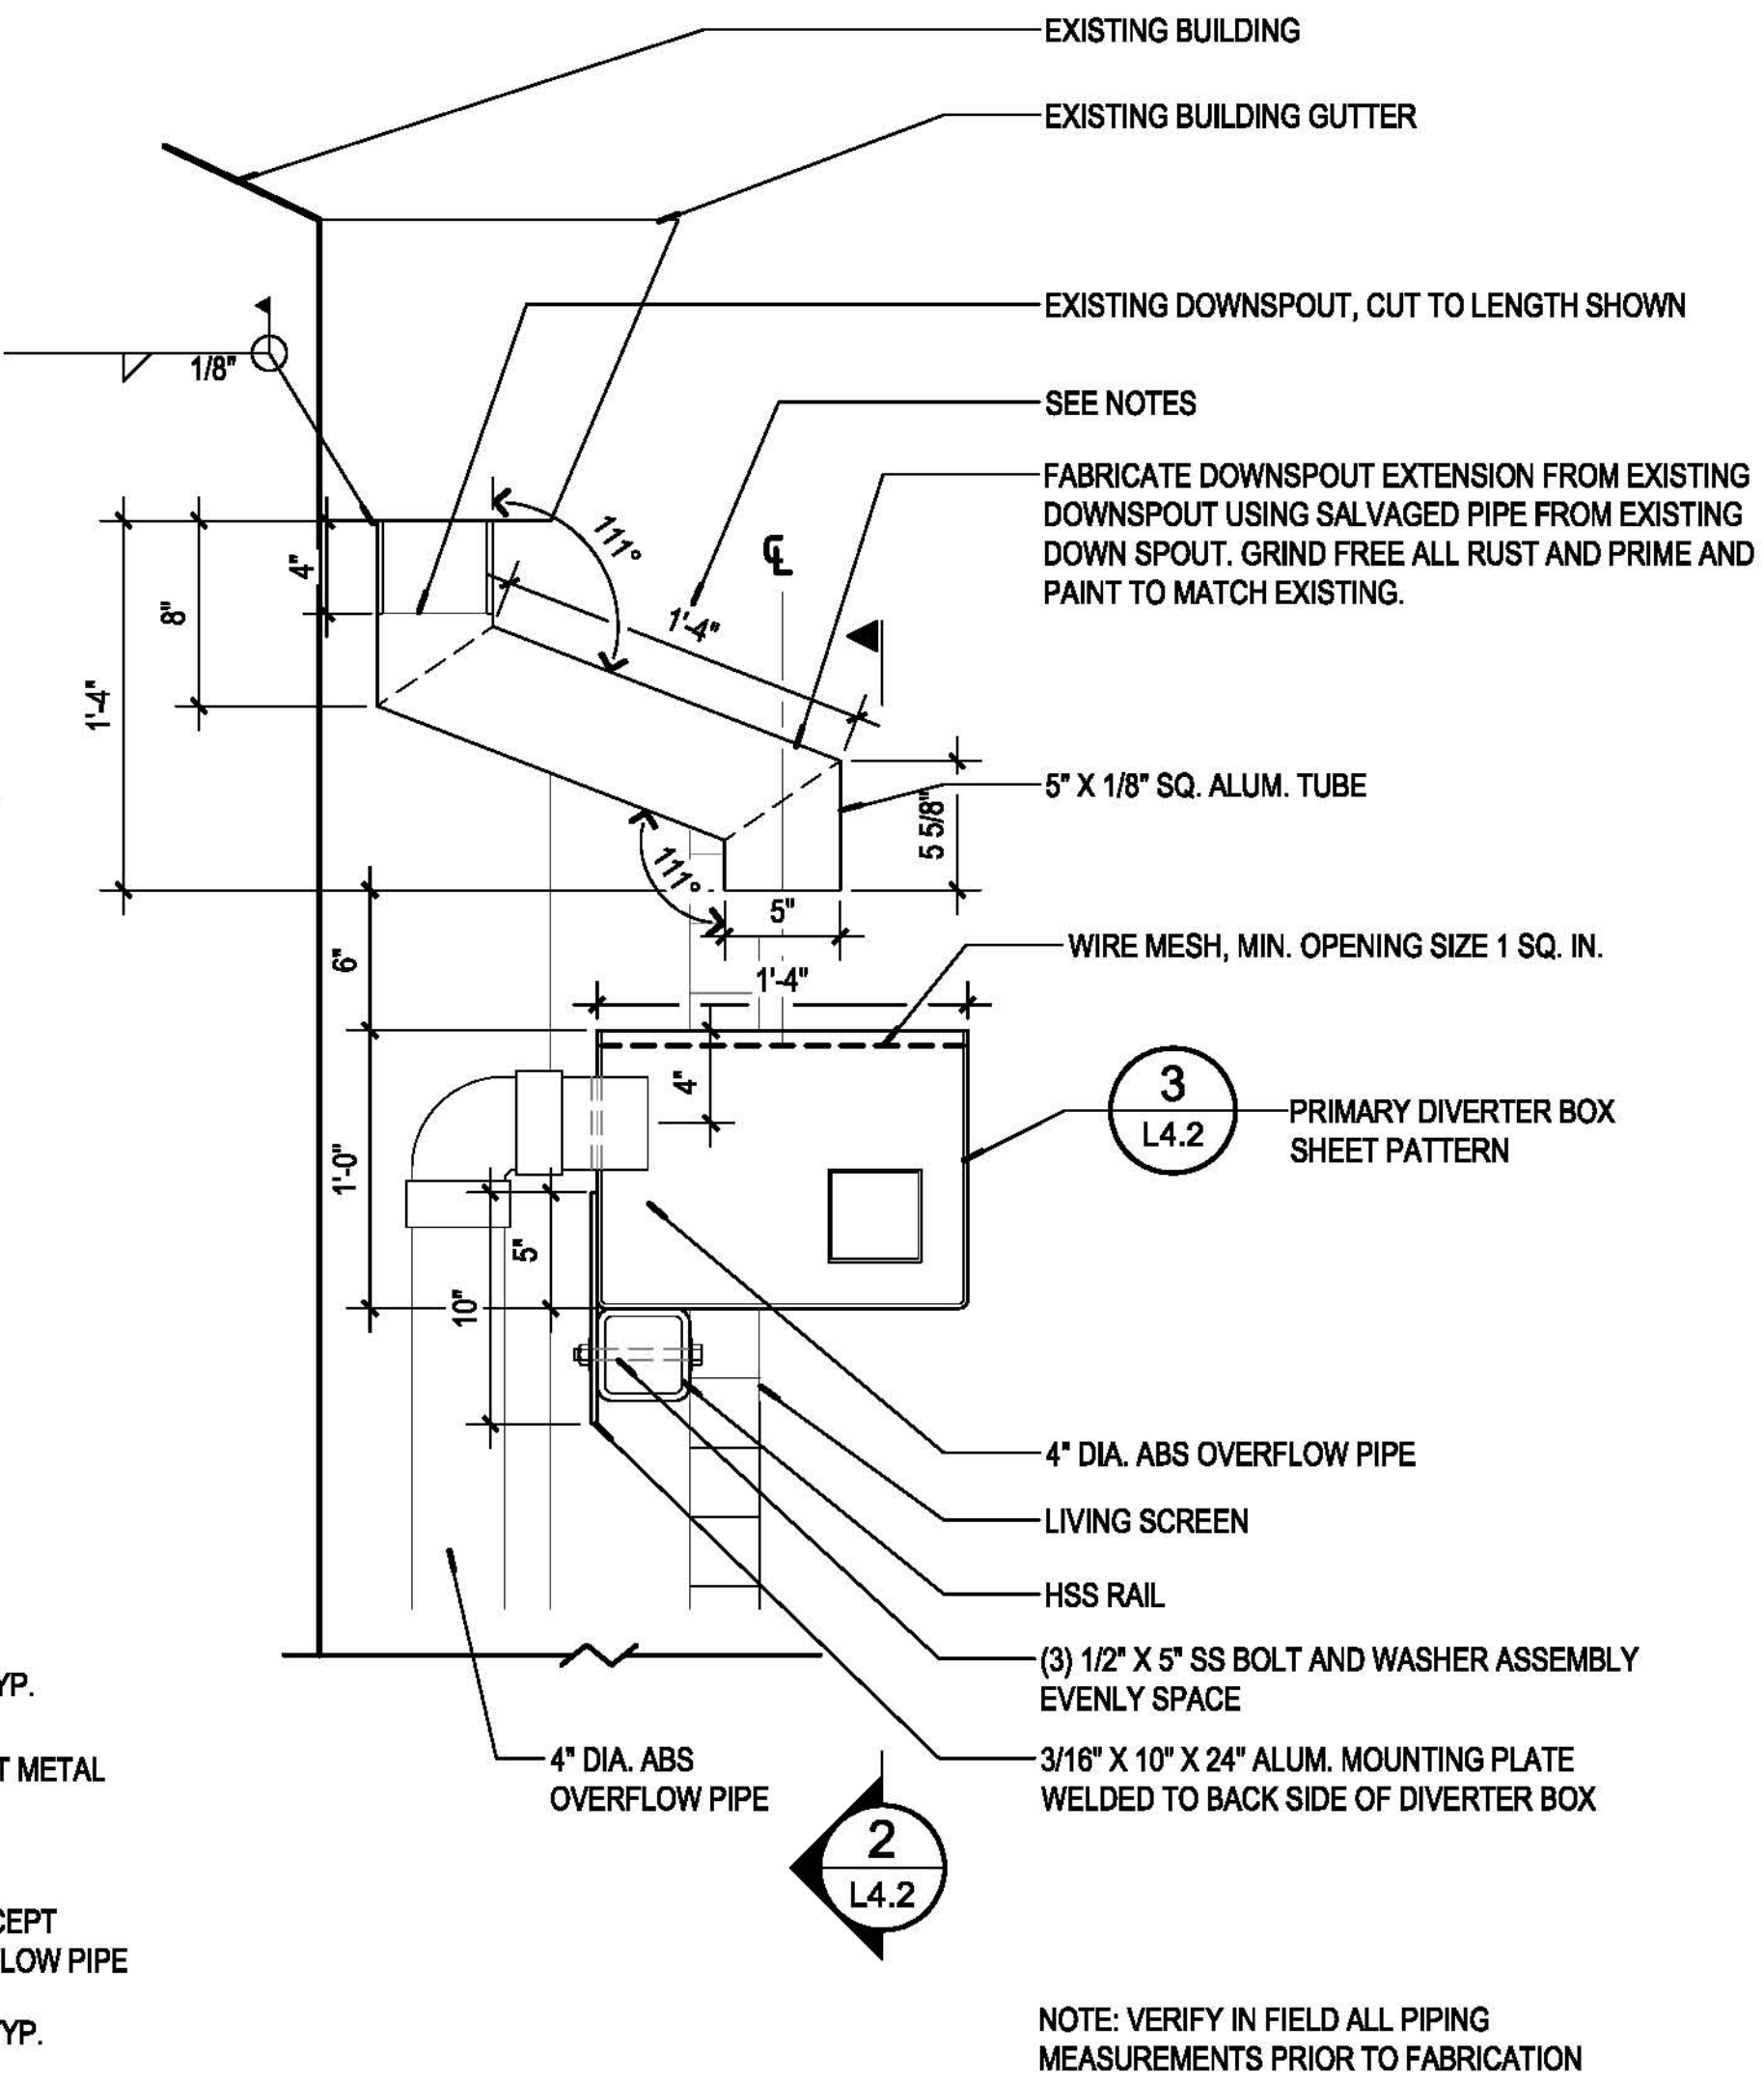 EXISTING BUILDING
EXISTING BUILDING GUTTER
EXISTING DOWNSPOUT, CUT TO LENGTH SHOWN
1/8"
SEE NOTES
FABRICATE DOWNSPOUT EXTENSION FROM EXISTING
DOWNSPOUT USING SALVAGED PIPE FROM EXISTING
DOWN SPOUT. GRIND FREE ALL RUST AND PRIME AND
PAINT TO MATCH EXISTING.
111°
CL
4"
8"
1'-4"
1'-4"
5" X 1/8" SQ. ALUM. TUBE
5 5/8"
111°
5"
WIRE MESH, MIN. OPENING SIZE 1 SQ. IN.
6"
1'-4"
4"
3
L4.2
PRIMARY DIVERTER BOX
SHEET PATTERN
1'-0"
5"
10"
4" DIA. ABS OVERFLOW PIPE
LIVING SCREEN
HSS RAIL
(3) 1/2" X 5" SS BOLT AND WASHER ASSEMBLY
EVENLY SPACE
YP.
4" DIA. ABS
OVERFLOW PIPE
3/16" X 10" X 24" ALUM. MOUNTING PLATE
WELDED TO BACK SIDE OF DIVERTER BOX
T METAL
2
L4.2
CEPT
LOW PIPE
YP.
NOTE: VERIFY IN FIELD ALL PIPING
MEASUREMENTS PRIOR TO FABRICATION